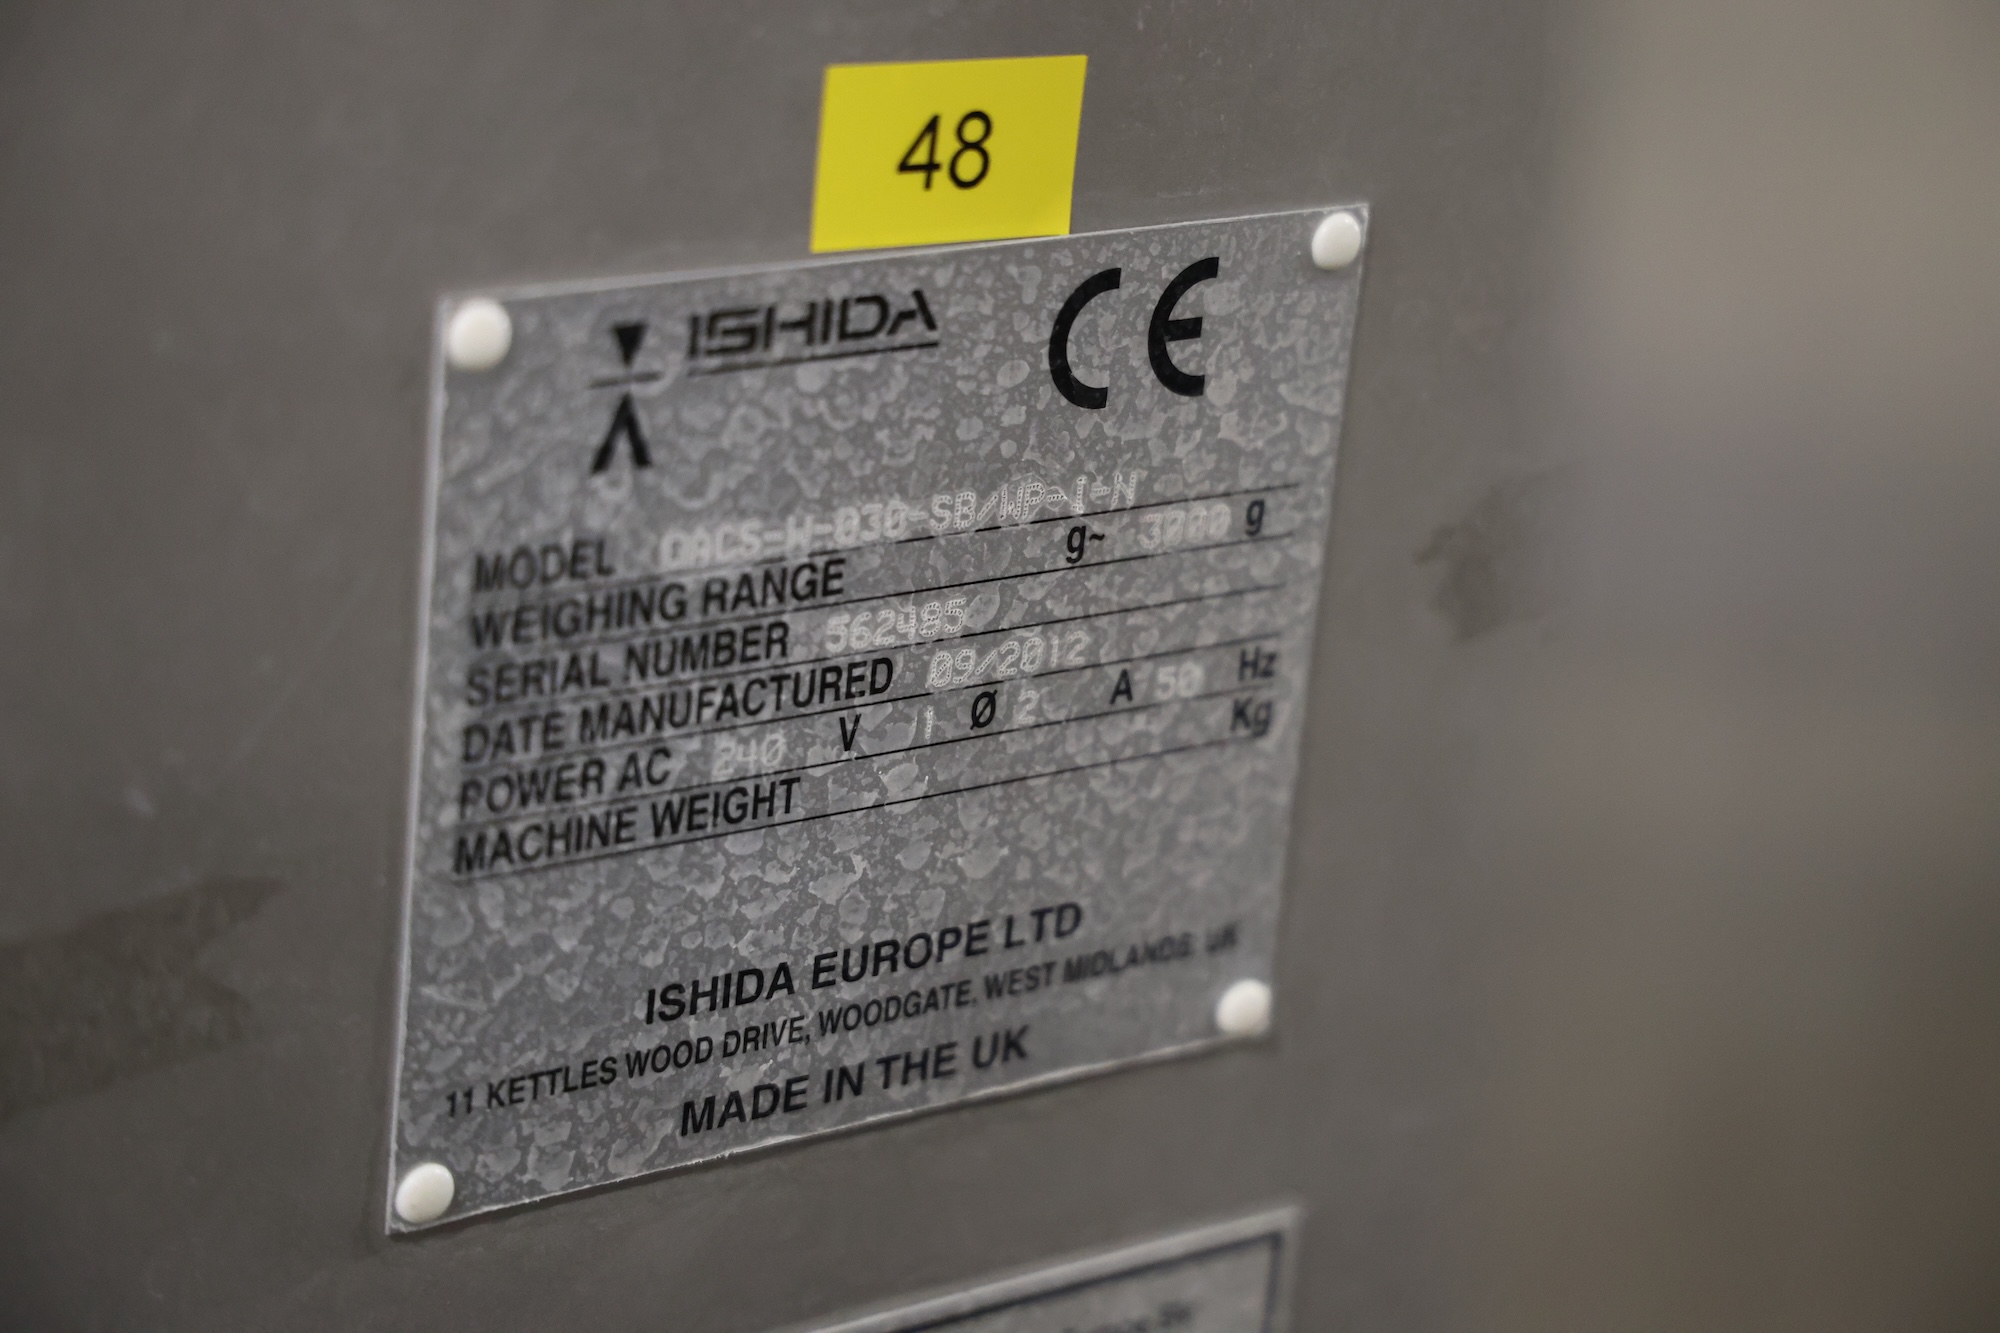 48
ISHIDA CE
MODEL DACS-W-030-SB/WP-I-N
WEIGHING RANGE g~ 3000 g
SERIAL NUMBER 562485
DATE MANUFACTURED 09/2012
POWER AC 240 V 1 Ø 2 A 50 Hz
MACHINE WEIGHT Kg
ISHIDA EUROPE LTD
11 KETTLES WOOD DRIVE, WOODGATE, WEST MIDLANDS. UK
MADE IN THE UK